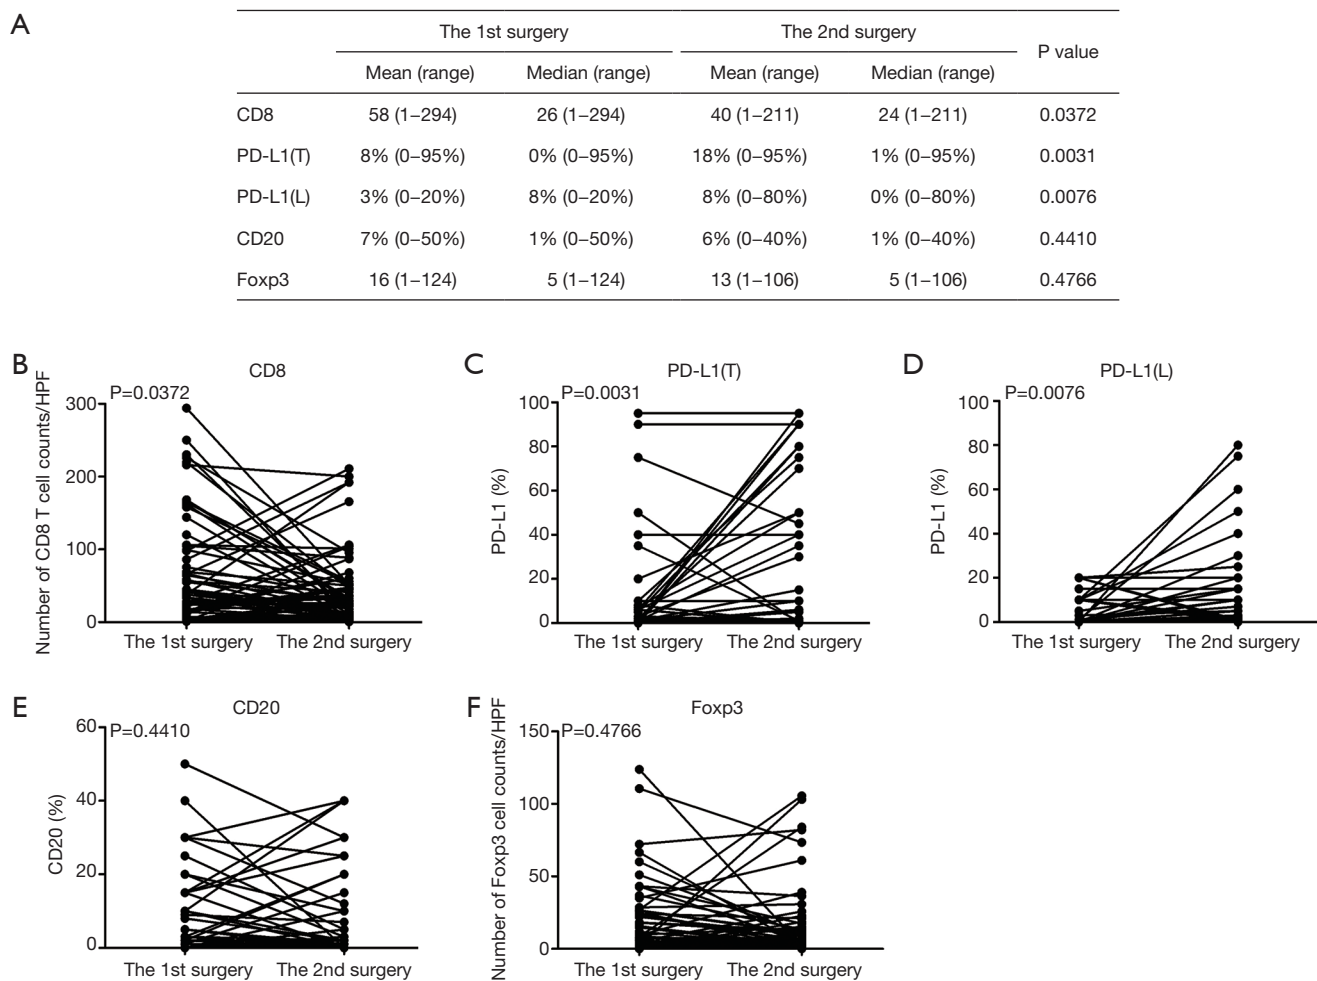 A
The 1st surgery The 2nd surgery P value
Mean (range) Median (range) Mean (range) Median (range)
CD8 58 (1–294) 26 (1–294) 40 (1–211) 24 (1–211) 0.0372
PD-L1(T) 8% (0–95%) 0% (0–95%) 18% (0–95%) 1% (0–95%) 0.0031
PD-L1(L) 3% (0–20%) 8% (0–20%) 8% (0–80%) 0% (0–80%) 0.0076
CD20 7% (0–50%) 1% (0–50%) 6% (0–40%) 1% (0–40%) 0.4410
Foxp3 16 (1–124) 5 (1–124) 13 (1–106) 5 (1–106) 0.4766
B
CD8
P=0.0372
Number of CD8 T cell counts/HPF
300
200
100
0
The 1st surgery The 2nd surgery
C
PD-L1(T)
P=0.0031
PD-L1 (%)
100
80
60
40
20
0
The 1st surgery The 2nd surgery
D
PD-L1(L)
P=0.0076
PD-L1 (%)
100
80
60
40
20
0
The 1st surgery The 2nd surgery
E
CD20
P=0.4410
CD20 (%)
60
40
20
0
The 1st surgery The 2nd surgery
F
Foxp3
P=0.4766
Number of Foxp3 cell counts/HPF
150
100
50
0
The 1st surgery The 2nd surgery